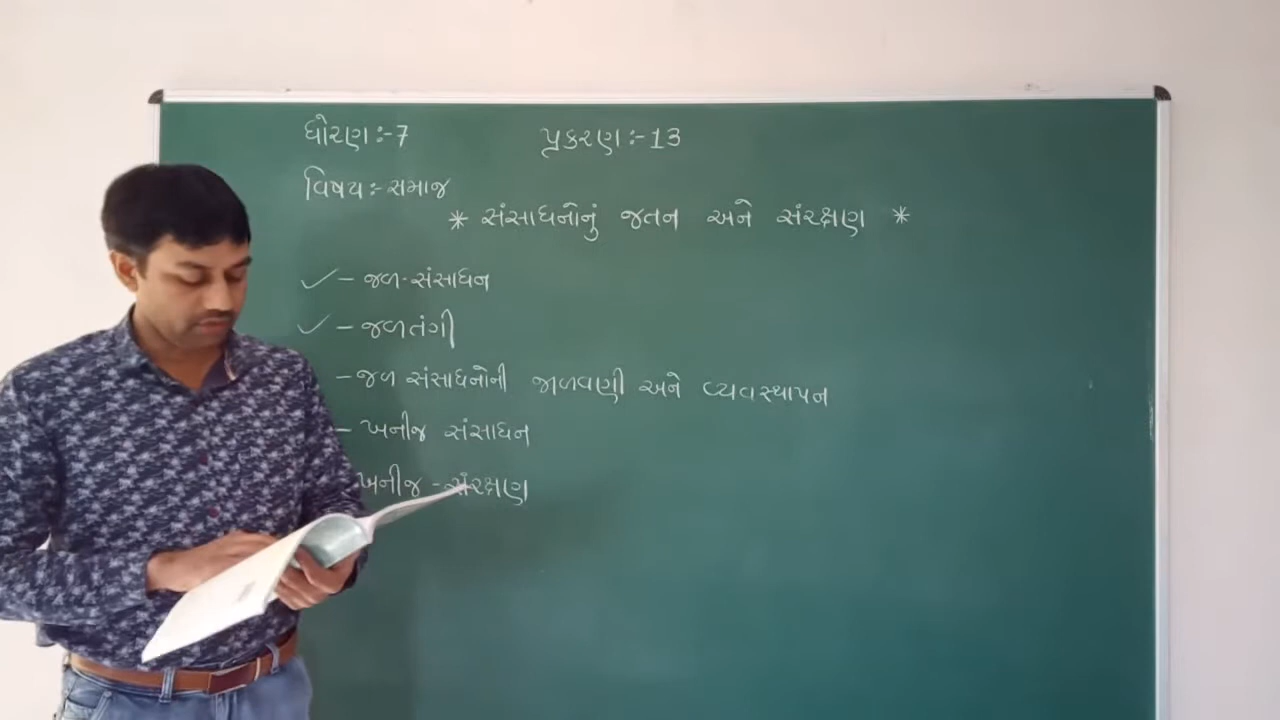 ધોરણ:-7 પ્રકરણ:-13
વિષય:-સમાજ
* સંસાધનોનું જતન અને સંરક્ષણ *
✓ – જળ-સંસાધન
✓ – જળતંગી
– જળ સંસાધનોની જાળવણી અને વ્યવસ્થાપન
– ખનીજ સંસાધન
ખનીજ - સંરક્ષણ